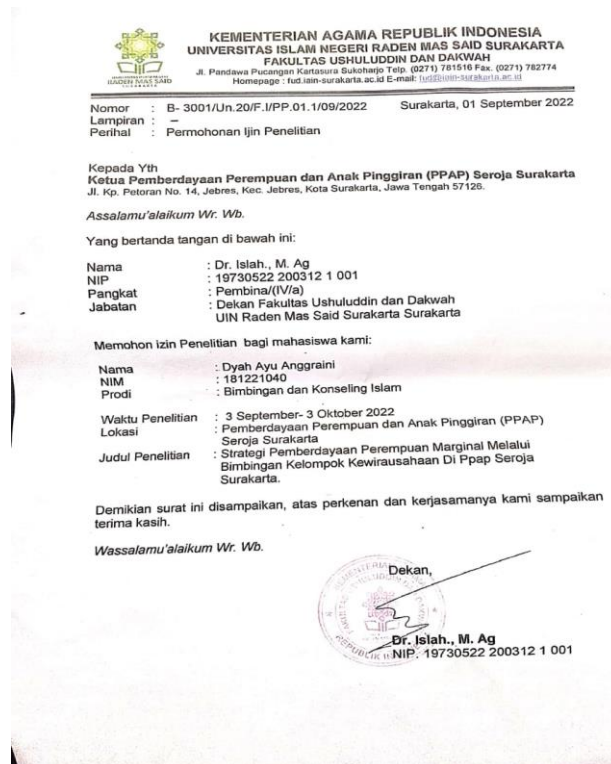 KEMENTERIAN AGAMA REPUBLIK INDONESIA
UNIVERSITAS ISLAM NEGERI RADEN MAS SAID SURAKARTA
FAKULTAS USHULUDDIN DAN DAKWAH
Jl. Pandawa Pucangan Kartasura Sukoharjo Telp. (0271) 781516 Fax. (0271) 782774
Homepage : fud.iain-surakarta.ac.id E-mail: fud@iain-surakarta.ac.id
RADEN MAS SAID
SURAKARTA
Nomor : B- 3001/Un.20/F.I/PP.01.1/09/2022 Surakarta, 01 September 2022
Lampiran : –
Perihal : Permohonan Ijin Penelitian
Kepada Yth
Ketua Pemberdayaan Perempuan dan Anak Pinggiran (PPAP) Seroja Surakarta
Jl. Kp. Petoran No. 14, Jebres, Kec. Jebres, Kota Surakarta, Jawa Tengah 57126.
Assalamu'alaikum Wr. Wb.
Yang bertanda tangan di bawah ini:
Nama : Dr. Islah., M. Ag
NIP : 19730522 200312 1 001
Pangkat : Pembina/(IV/a)
Jabatan : Dekan Fakultas Ushuluddin dan Dakwah
UIN Raden Mas Said Surakarta Surakarta
Memohon izin Penelitian bagi mahasiswa kami:
Nama : Dyah Ayu Anggraini
NIM : 181221040
Prodi : Bimbingan dan Konseling Islam
Waktu Penelitian : 3 September- 3 Oktober 2022
Lokasi : Pemberdayaan Perempuan dan Anak Pinggiran (PPAP)
Seroja Surakarta
Judul Penelitian : Strategi Pemberdayaan Perempuan Marginal Melalui
Bimbingan Kelompok Kewirausahaan Di Ppap Seroja
Surakarta.
Demikian surat ini disampaikan, atas perkenan dan kerjasamanya kami sampaikan
terima kasih.
Wassalamu'alaikum Wr. Wb.
Dekan,
Dr. Islah., M. Ag
NIP. 19730522 200312 1 001